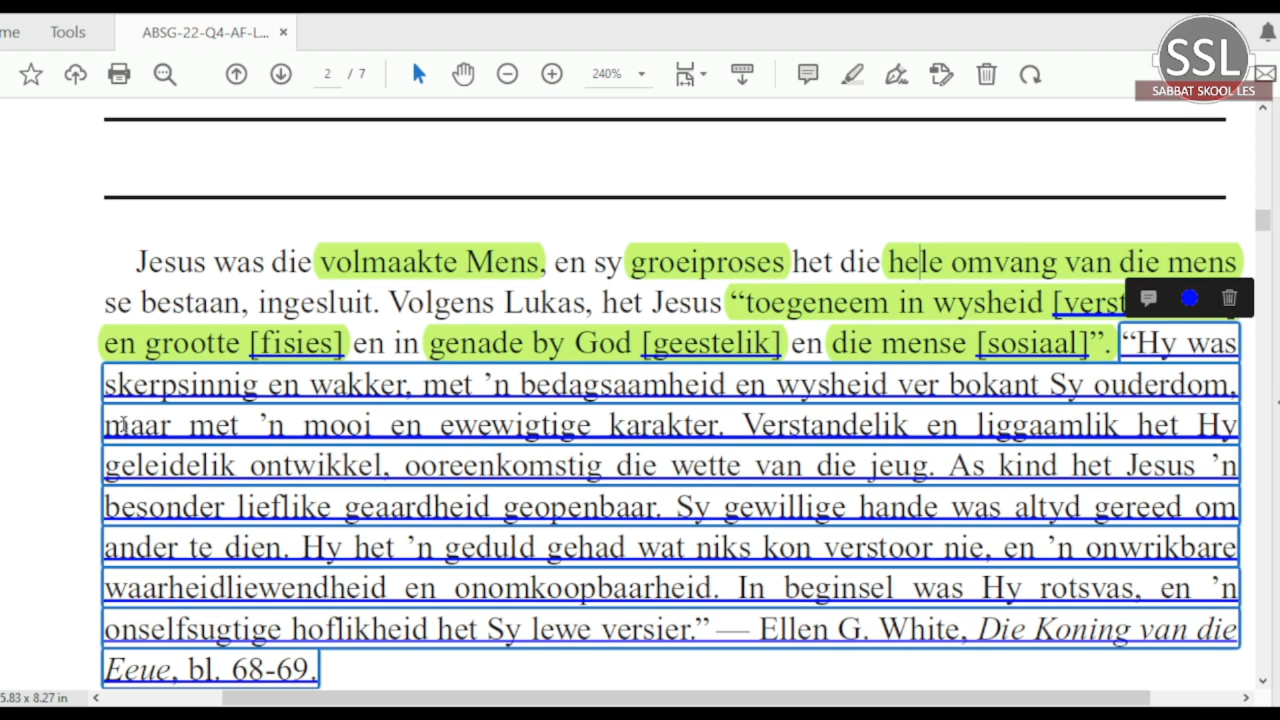 me Tools ABSG-22-Q4-AF-L... ×
2 / 7 240%
SSL
SABBAT SKOOL LES
Jesus was die volmaakte Mens, en sy groeiproses het die hele omvang van die mens
se bestaan, ingesluit. Volgens Lukas, het Jesus “toegeneem in wysheid
en grootte [fisies] en in genade by God [geestelik] en die mense [sosiaal]”. “Hy was
skerpsinnig en wakker, met ’n bedagsaamheid en wysheid ver bokant Sy ouderdom,
maar met ’n mooi en ewewigtige karakter. Verstandelik en liggaamlik het Hy
geleidelik ontwikkel, ooreenkomstig die wette van die jeug. As kind het Jesus ’n
besonder lieflike geaardheid geopenbaar. Sy gewillige hande was altyd gereed om
ander te dien. Hy het ’n geduld gehad wat niks kon verstoor nie, en ’n onwrikbare
waarheidliewendheid en onomkoopbaarheid. In beginsel was Hy rotsvas, en ’n
onselfsugtige hoflikheid het Sy lewe versier.” — Ellen G. White, Die Koning van die
Eeue, bl. 68-69.
5.83 x 8.27 in